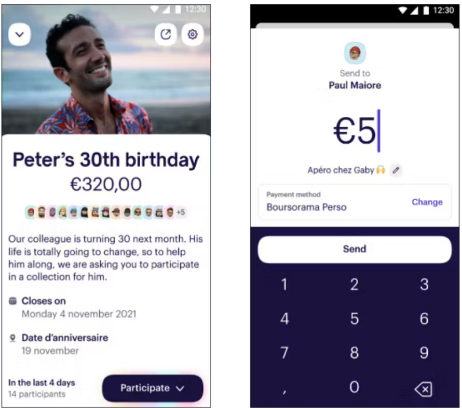 12:30
Peter's 30th birthday
€320,00
+5
Our colleague is turning 30 next month. His
life is totally going to change, so to help
him along, we are asking you to participate
in a collection for him.
Closes on
Monday 4 november 2021
Date d'anniversaire
19 november
In the last 4 days
14 participants
Participate
12:30
Send to
Paul Maiore
€5
Apéro chez Gaby 🙌
Payment method
Boursorama Perso
Change
Send
1 2 3
4 5 6
7 8 9
, 0